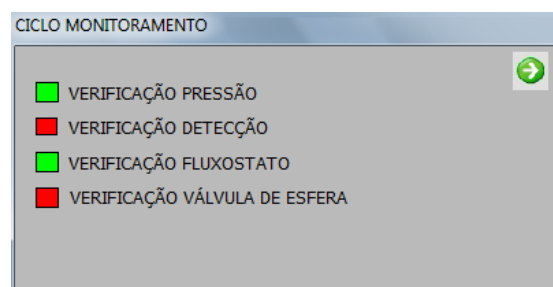 CICLO MONITORAMENTO
VERIFICAÇÃO PRESSÃO
VERIFICAÇÃO DETECÇÃO
VERIFICAÇÃO FLUXOSTATO
VERIFICAÇÃO VÁLVULA DE ESFERA